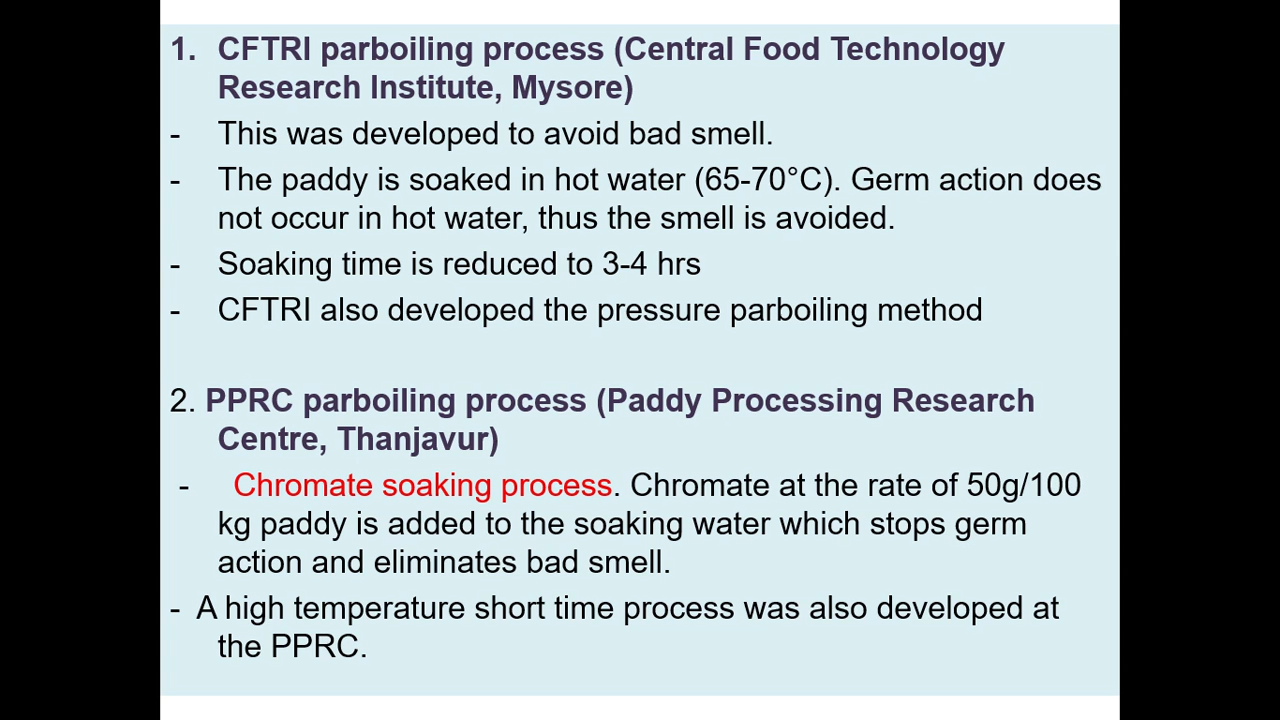 1. CFTRI parboiling process (Central Food Technology
Research Institute, Mysore)
- This was developed to avoid bad smell.
- The paddy is soaked in hot water (65-70°C). Germ action does
not occur in hot water, thus the smell is avoided.
- Soaking time is reduced to 3-4 hrs
- CFTRI also developed the pressure parboiling method
2. PPRC parboiling process (Paddy Processing Research
Centre, Thanjavur)
- Chromate soaking process. Chromate at the rate of 50g/100
kg paddy is added to the soaking water which stops germ
action and eliminates bad smell.
- A high temperature short time process was also developed at
the PPRC.